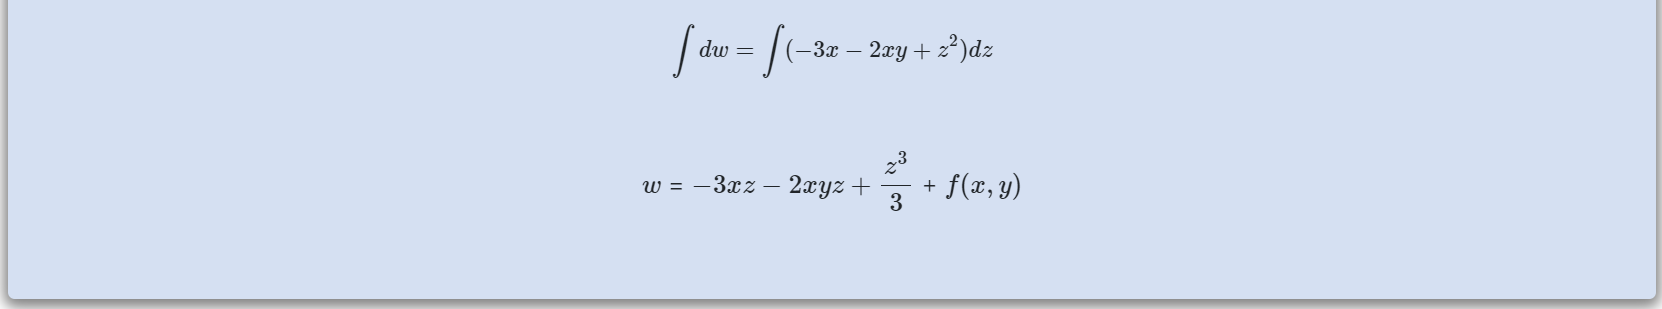 ∫ dw = ∫(−3x − 2xy + z²)dz
w = −3xz − 2xyz + z³/3 + f(x, y)